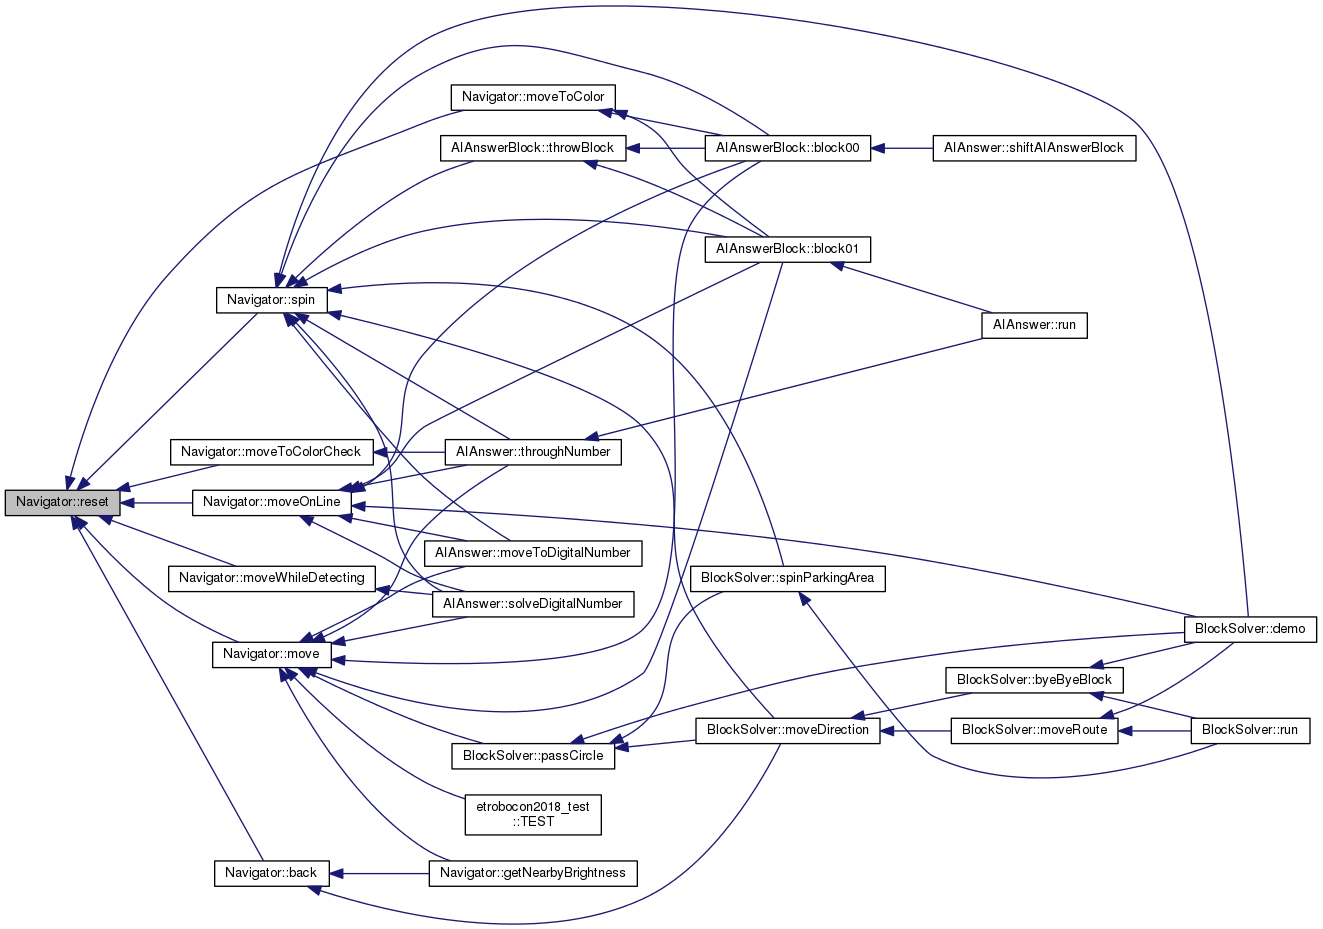 Navigator::moveToColor
AIAnswerBlock::throwBlock
AIAnswerBlock::block00
AIAnswer::shiftAIAnswerBlock
AIAnswerBlock::block01
Navigator::spin
AIAnswer::run
Navigator::moveToColorCheck
AIAnswer::throughNumber
Navigator::reset
Navigator::moveOnLine
AIAnswer::moveToDigitalNumber
Navigator::moveWhileDetecting
BlockSolver::spinParkingArea
AIAnswer::solveDigitalNumber
BlockSolver::demo
Navigator::move
BlockSolver::byeByeBlock
BlockSolver::moveDirection
BlockSolver::moveRoute
BlockSolver::run
BlockSolver::passCircle
etrobocon2018_test
::TEST
Navigator::back
Navigator::getNearbyBrightness